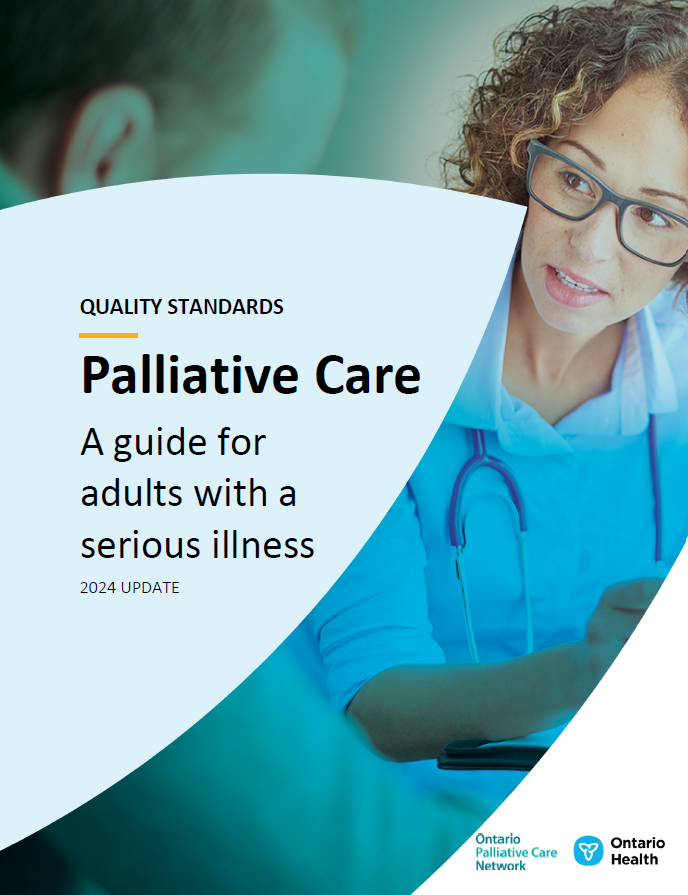 QUALITY STANDARDS
Palliative Care
A guide for
adults with a
serious illness
2024 UPDATE
Ontario
Palliative Care
Network
Ontario
Health